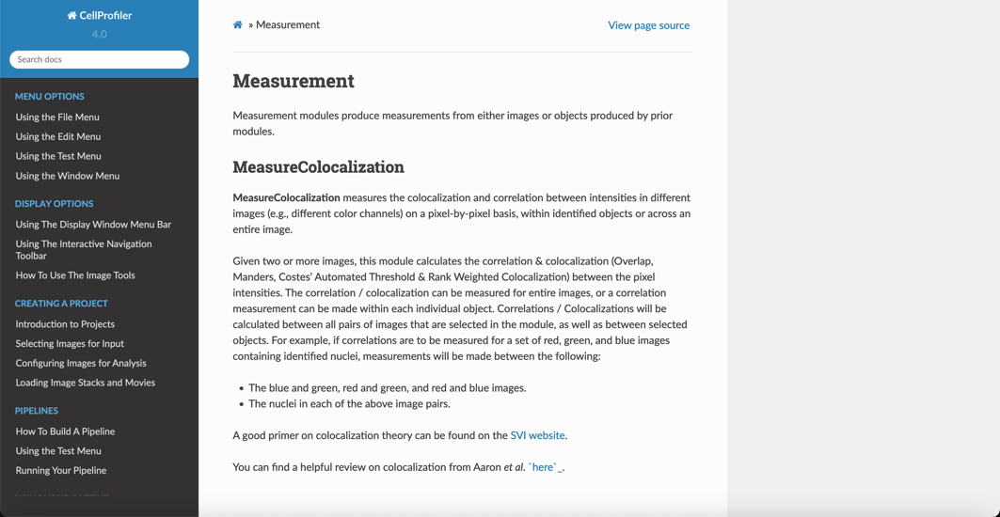 CellProfiler
4.0
Search docs
MENU OPTIONS
Using the File Menu
Using the Edit Menu
Using the Test Menu
Using the Window Menu
DISPLAY OPTIONS
Using The Display Window Menu Bar
Using The Interactive Navigation
Toolbar
How To Use The Image Tools
CREATING A PROJECT
Introduction to Projects
Selecting Images for Input
Configuring Images for Analysis
Loading Image Stacks and Movies
PIPELINES
How To Build A Pipeline
Using the Test Menu
Running Your Pipeline
» Measurement
View page source
Measurement
Measurement modules produce measurements from either images or objects produced by prior
modules.
MeasureColocalization
MeasureColocalization measures the colocalization and correlation between intensities in different
images (e.g., different color channels) on a pixel-by-pixel basis, within identified objects or across an
entire image.
Given two or more images, this module calculates the correlation & colocalization (Overlap,
Manders, Costes’ Automated Threshold & Rank Weighted Colocalization) between the pixel
intensities. The correlation / colocalization can be measured for entire images, or a correlation
measurement can be made within each individual object. Correlations / Colocalizations will be
calculated between all pairs of images that are selected in the module, as well as between selected
objects. For example, if correlations are to be measured for a set of red, green, and blue images
containing identified nuclei, measurements will be made between the following:
• The blue and green, red and green, and red and blue images.
• The nuclei in each of the above image pairs.
A good primer on colocalization theory can be found on the SVI website.
You can find a helpful review on colocalization from Aaron et al. `here`_.